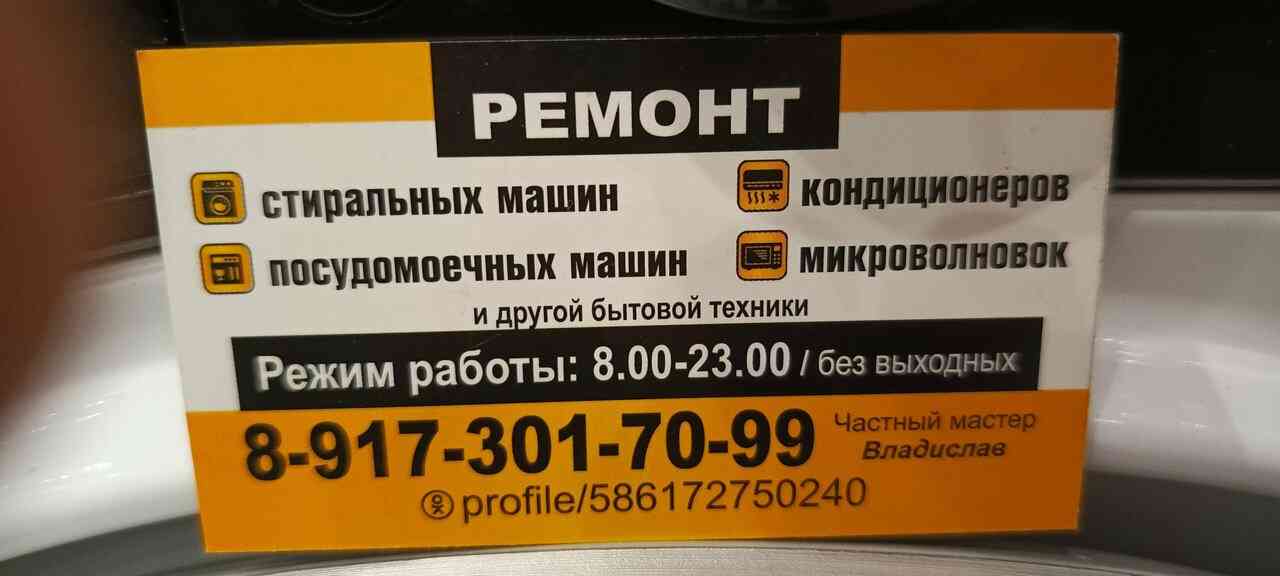 РЕМОНТ
стиральных машин
кондиционеров
посудомоечных машин
микроволновок
и другой бытовой техники
Режим работы: 8.00-23.00 / без выходных
8-917-301-70-99
Частный мастер
Владислав
profile/586172750240